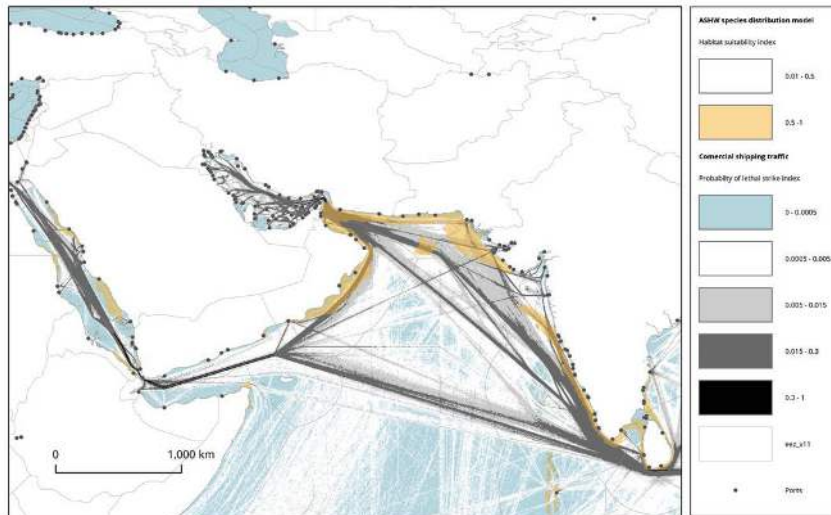 ASHW species distribution model
Habitat suitability index
0.01 - 0.5
0.5 - 1
Comercial shipping traffic
Probabilty of lethal strike index
0 - 0.0005
0.0005 - 0.005
0.005 - 0.015
0.015 - 0.3
0.3 - 1
eez_v11
Ports
0
1,000 km